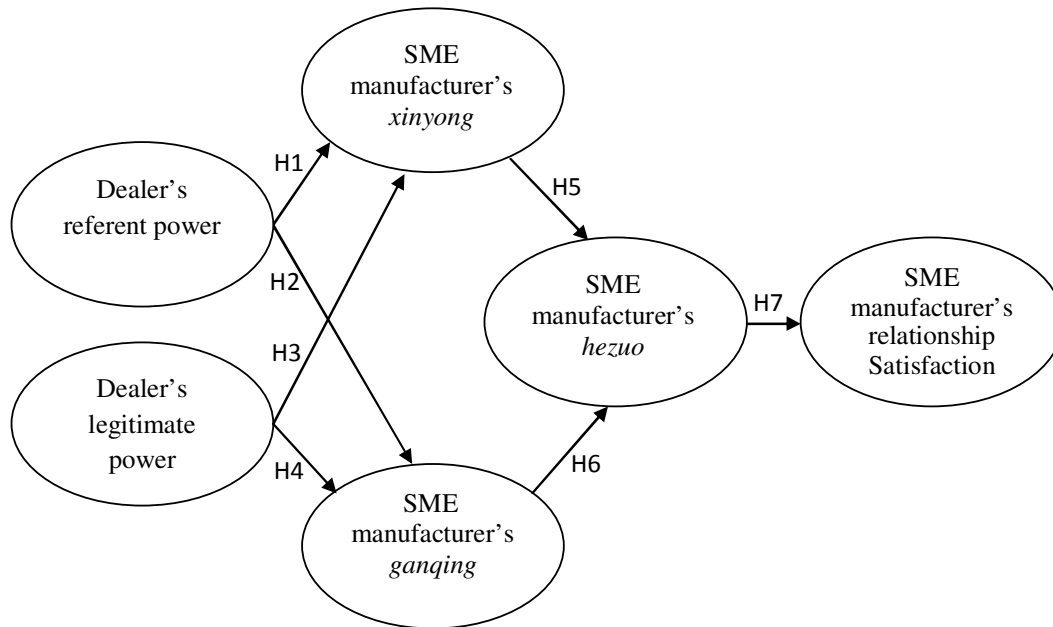 SME
manufacturer’s
xinyong
H1
Dealer’s
referent power
H5
H2
SME
manufacturer’s
hezuo
H7
SME
manufacturer’s
relationship
Satisfaction
H3
Dealer’s
legitimate
power
H4
H6
SME
manufacturer’s
ganqing